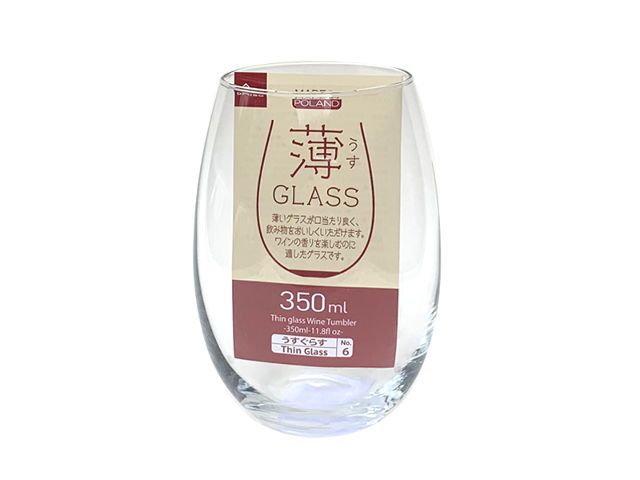 MADE IN
POLAND
薄
うす
GLASS
薄いグラスが口当たり良く、
飲み物をおいしくいただけます。
ワインの香りを楽しむのに
適したグラスです。
350ml
Thin glass Wine Tumbler
-350ml-11.8fl oz-
うすぐらす
Thin Glass
No.
6